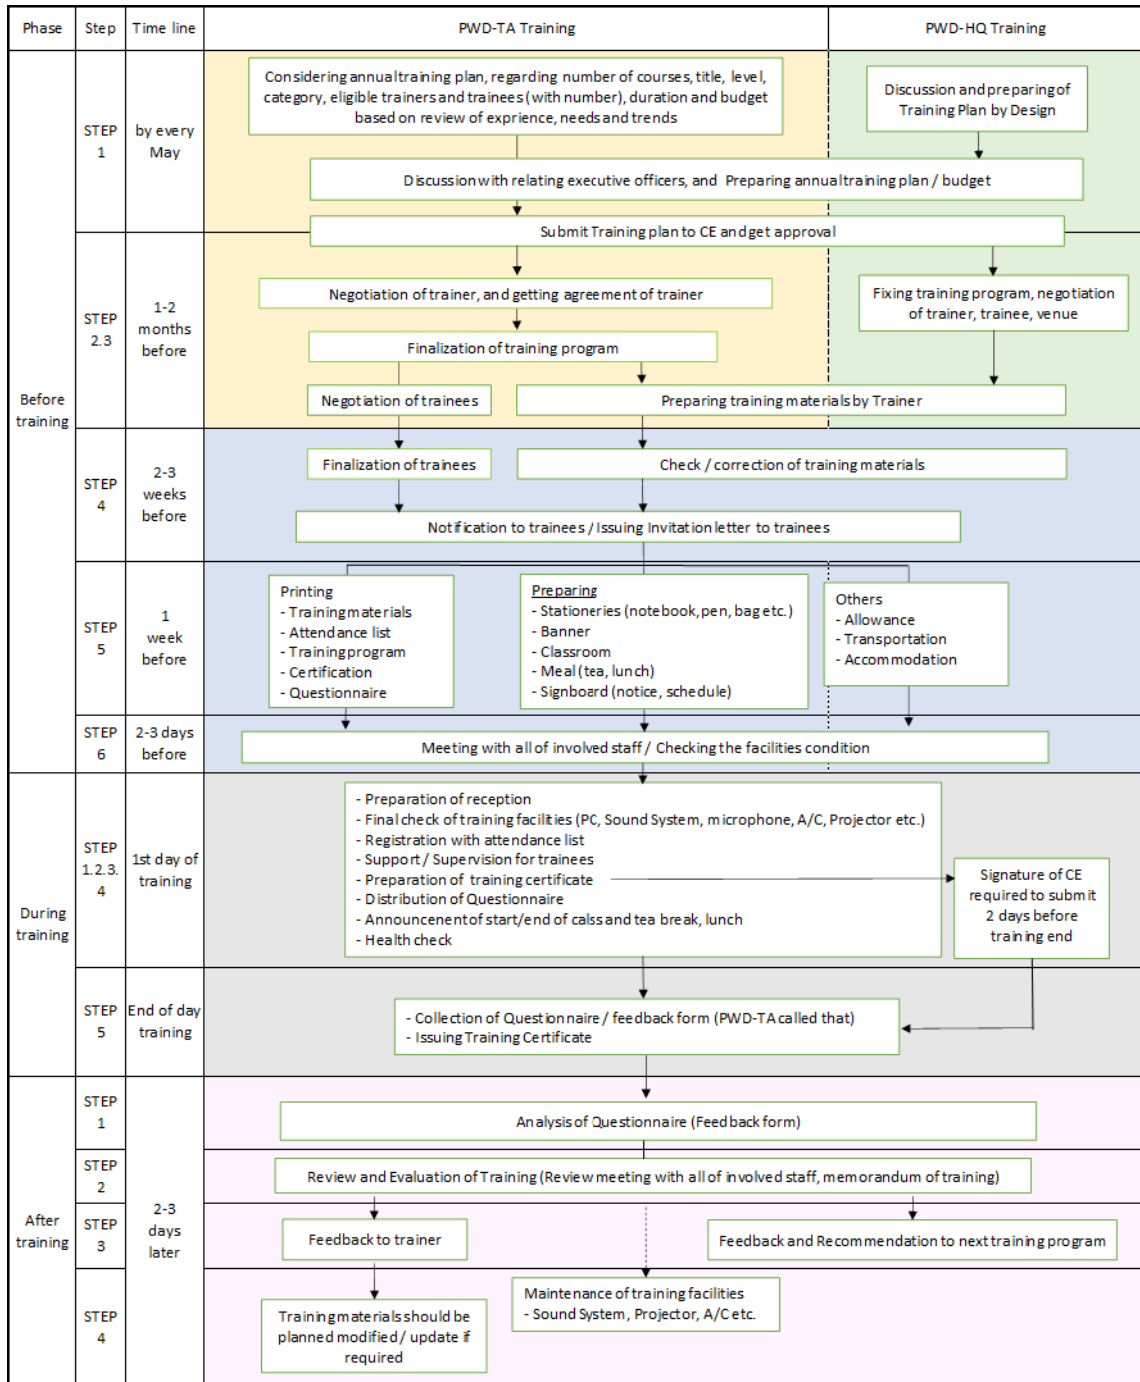 Phase
Step
Time line
PWD-TA Training
PWD-HQ Training
Before
training
STEP
1
by every
May
Considering annual training plan, regarding number of courses, title, level,
category, eligible trainers and trainees (with number), duration and budget
based on review of exprience, needs and trends
Discussion and preparing of
Training Plan by Design
Discussion with relating executive officers, and Preparing annual training plan / budget
Submit Training plan to CE and get approval
STEP
2.3
1-2
months
before
Negotiation of trainer, and getting agreement of trainer
Fixing training program, negotiation
of trainer, trainee, venue
Finalization of training program
Negotiation of trainees
Preparing training materials by Trainer
STEP
4
2-3
weeks
before
Finalization of trainees
Check / correction of training materials
Notification to trainees / Issuing Invitation letter to trainees
STEP
5
1
week
before
Printing
- Training materials
- Attendance list
- Training program
- Certification
- Questionnaire
Preparing
- Stationeries (notebook, pen, bag etc.)
- Banner
- Classroom
- Meal (tea, lunch)
- Signboard (notice, schedule)
Others
- Allowance
- Transportation
- Accommodation
STEP
6
2-3 days
before
Meeting with all of involved staff / Checking the facilities condition
During
training
STEP
1.2.3.
4
1st day of
training
- Preparation of reception
- Final check of training facilities (PC, Sound System, microphone, A/C, Projector etc.)
- Registration with attendance list
- Support / Supervision for trainees
- Preparation of training certificate
- Distribution of Questionnaire
- Announcenent of start/end of calss and tea break, lunch
- Health check
Signature of CE
required to submit
2 days before
training end
STEP
5
End of day
training
- Collection of Questionnaire / feedback form (PWD-TA called that)
- Issuing Training Certificate
After
training
STEP
1
2-3
days
later
Analysis of Questionnaire (Feedback form)
STEP
2
Review and Evaluation of Training (Review meeting with all of involved staff, memorandum of training)
STEP
3
Feedback to trainer
Feedback and Recommendation to next training program
STEP
4
Training materials should be
planned modified / update if
required
Maintenance of training facilities
- Sound System, Projector, A/C etc.